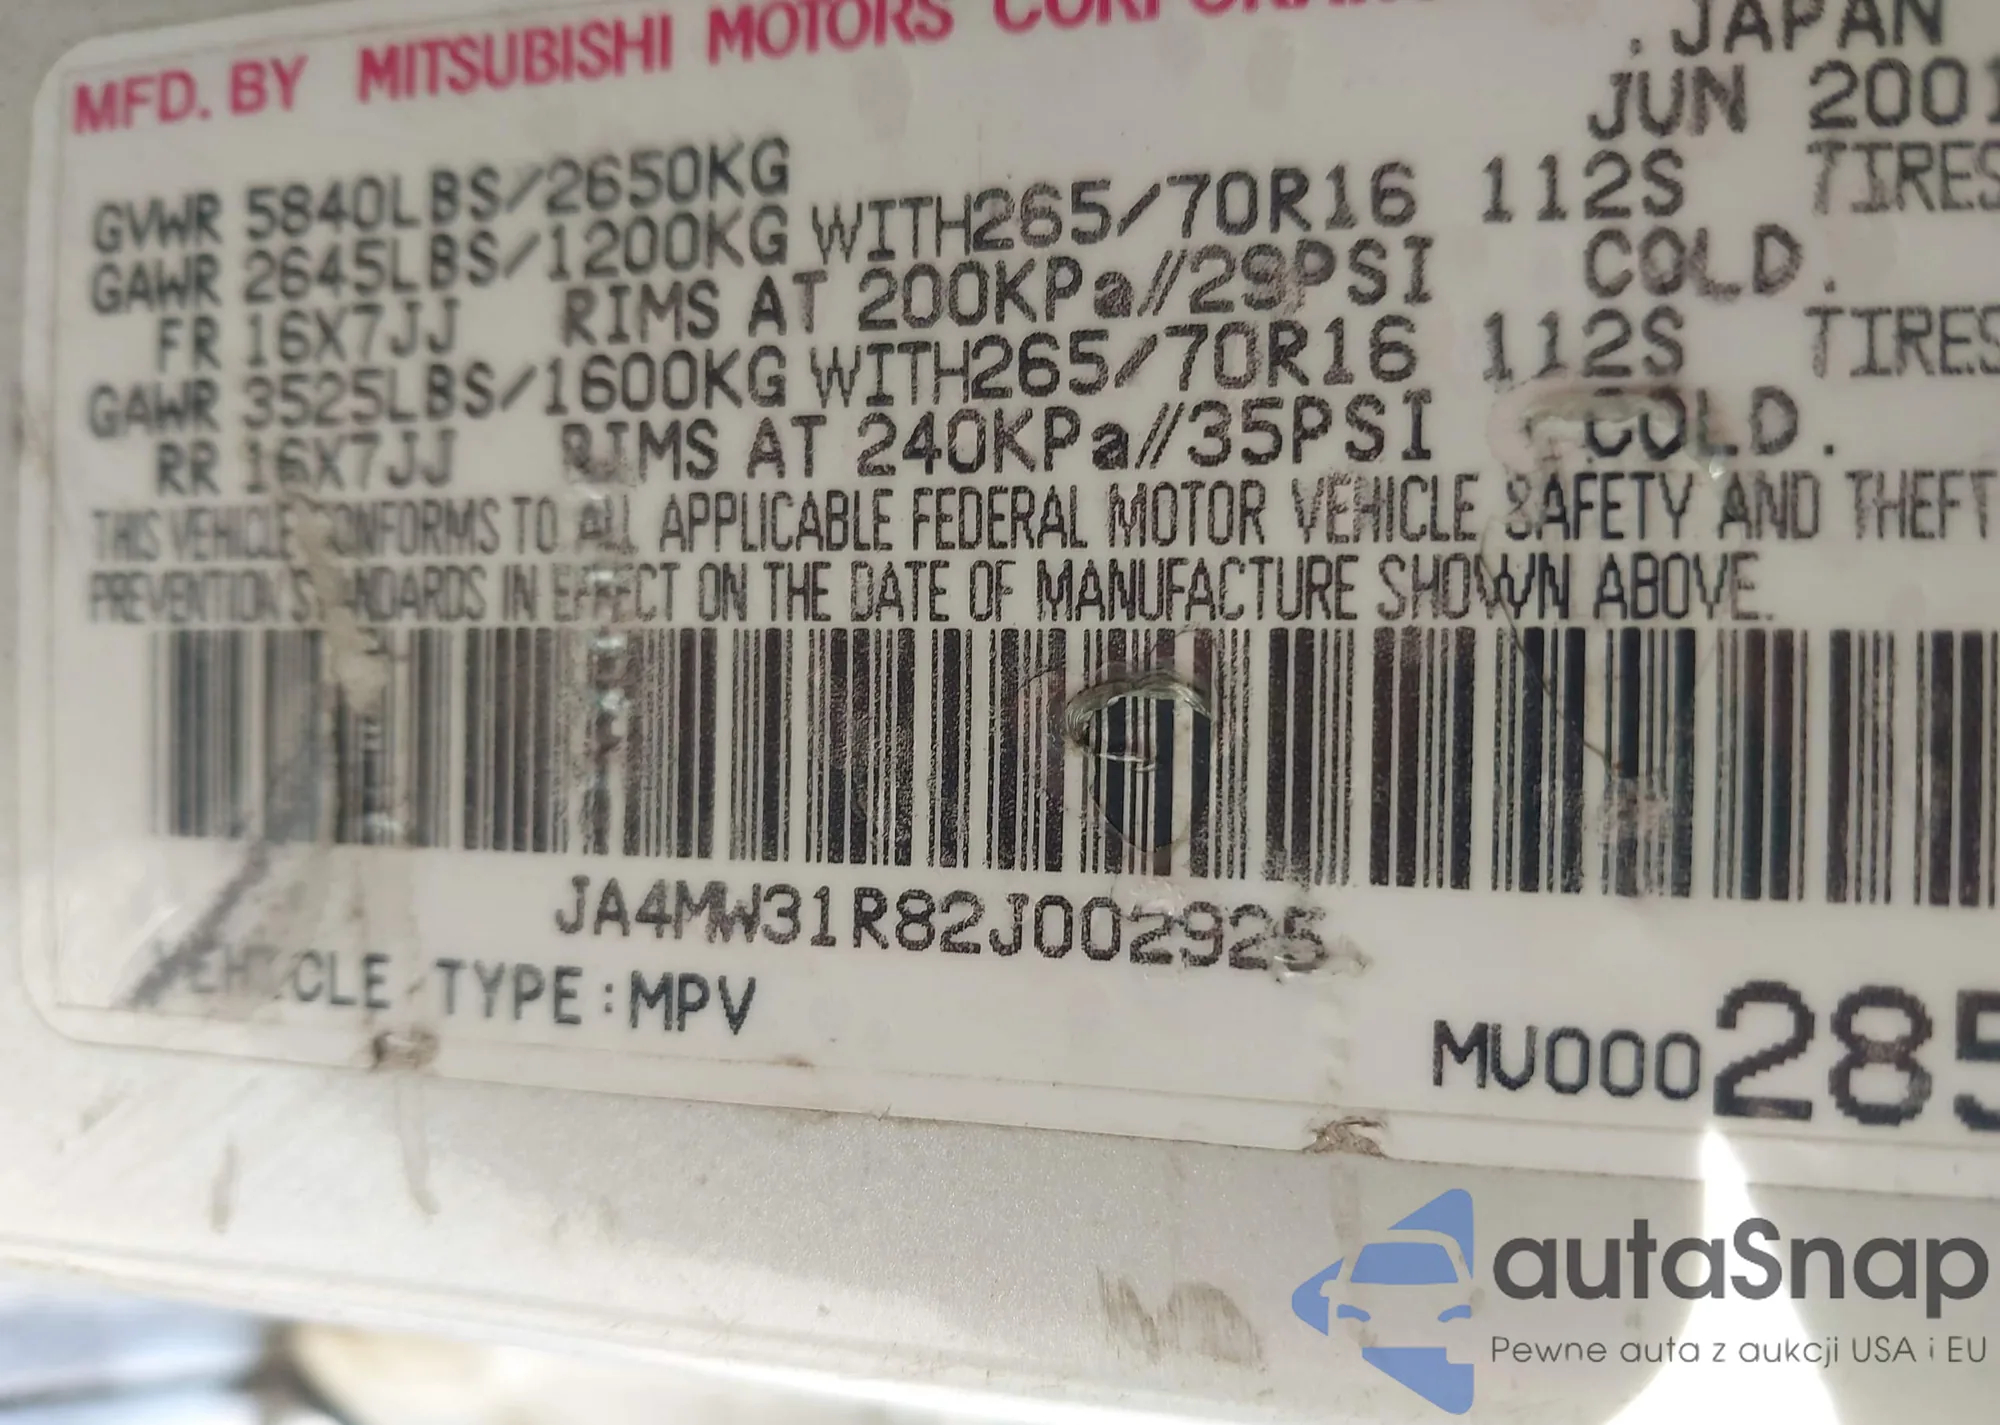 MFD. BY MITSUBISHI MOTORS
. JAPAN
JUN 2001
GVWR 5840LBS/2650KG
GAWR 2645LBS/1200KG WITH265/70R16 112S TIRES
FR 16X7JJ RIMS AT 200KPa//29PSI COLD.
GAWR 3525LBS/1600KG WITH265/70R16 112S TIRES
RR 16X7JJ RIMS AT 240KPa//35PSI COLD.
THIS VEHICLE CONFORMS TO ALL APPLICABLE FEDERAL MOTOR VEHICLE SAFETY AND THEFT
PREVENTION STANDARDS IN EFFECT ON THE DATE OF MANUFACTURE SHOWN ABOVE.
JA4MW31R82J002925
VEHICLE TYPE:MPV
MU000285
autaSnap
Pewne auta z aukcji USA i EU